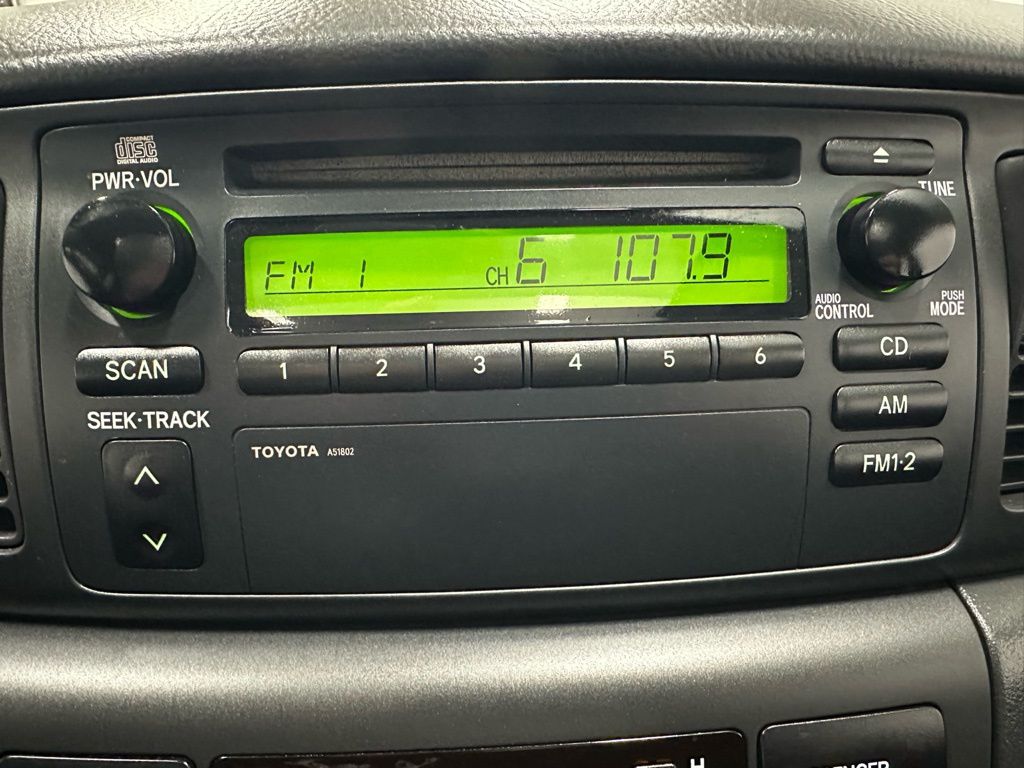 COMPACT
disc
DIGITAL AUDIO
PWR·VOL
TUNE
FM 1 CH 6 107.9
AUDIO CONTROL
PUSH MODE
SCAN
1 2 3 4 5 6
CD
SEEK·TRACK
AM
TOYOTA A51802
FM1·2
H